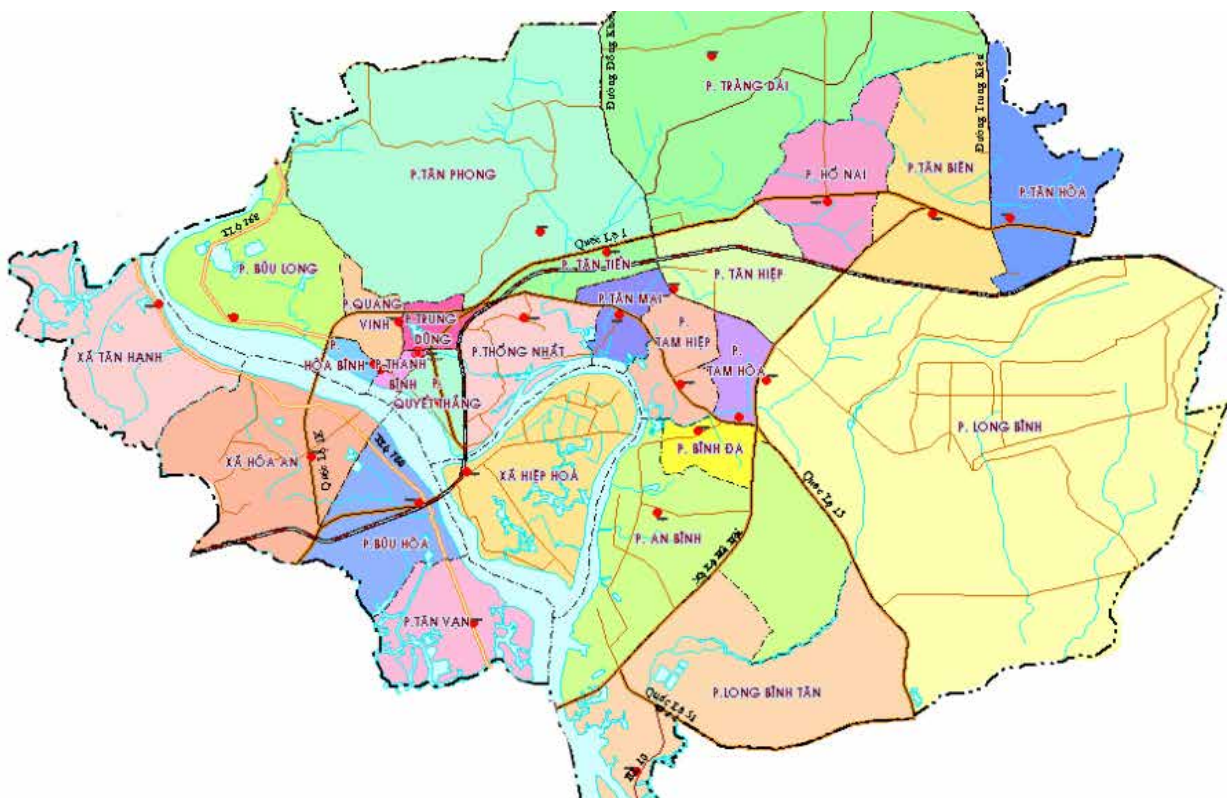 Đường Đồng Khởi
P. TRẢNG DÀI
Đường Trung Kiên
P.TÂN PHONG
P. HỐ NAI
P.TÂN BIÊN
P.TÂN HÒA
P. BỬU LONG
Quốc Lộ 1
P. TÂN TIẾN
P. TÂN HIỆP
P.QUANG
VINH
P.TRUNG
DŨNG
P.TÂN MAI
P.
TAM HIỆP
P.
TAM HÒA
XÃ TÂN HẠNH
P.
HÒA BÌNH
P.THANH
BÌNH
P.
QUYẾT THẮNG
P.THỐNG NHẤT
P. LONG BÌNH
P. BÌNH ĐA
XÃ HÓA AN
XÃ HIỆP HOÀ
Quốc Lộ 15
P. AN BÌNH
P.BỬU HÒA
P.TÂN VẠN
P.LONG BÌNH TÂN
Quốc Lộ 51